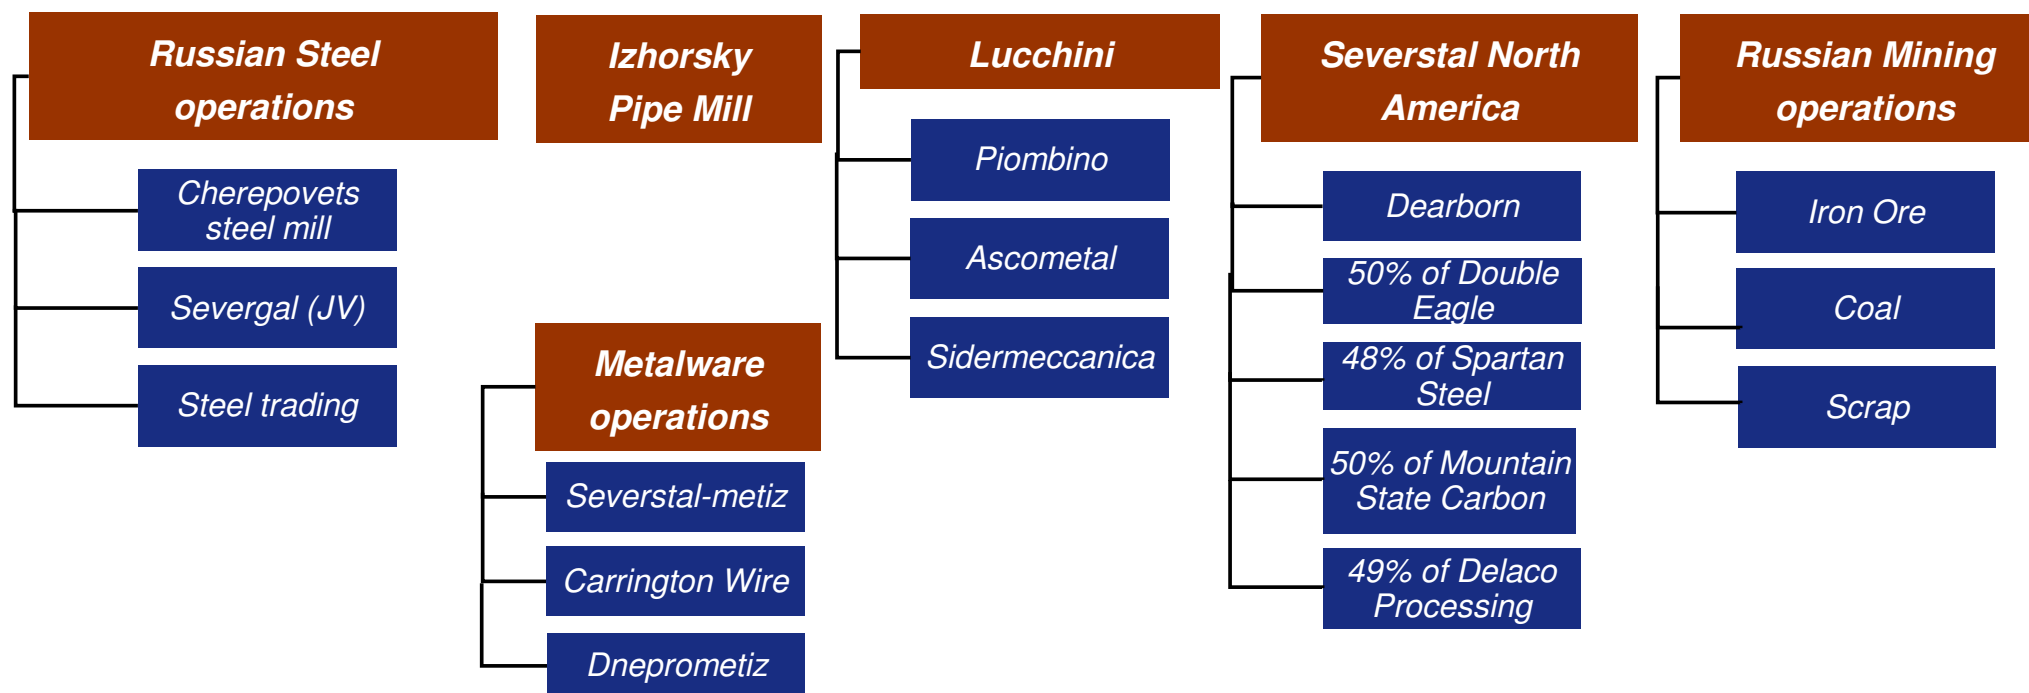 Russian Steel
operations
Cherepovets
steel mill
Severgal (JV)
Steel trading
Izhorsky
Pipe Mill
Metalware
operations
Severstal-metiz
Carrington Wire
Dneprometiz
Lucchini
Piombino
Ascometal
Sidermeccanica
Severstal North
America
Dearborn
50% of Double
Eagle
48% of Spartan
Steel
50% of Mountain
State Carbon
49% of Delaco
Processing
Russian Mining
operations
Iron Ore
Coal
Scrap